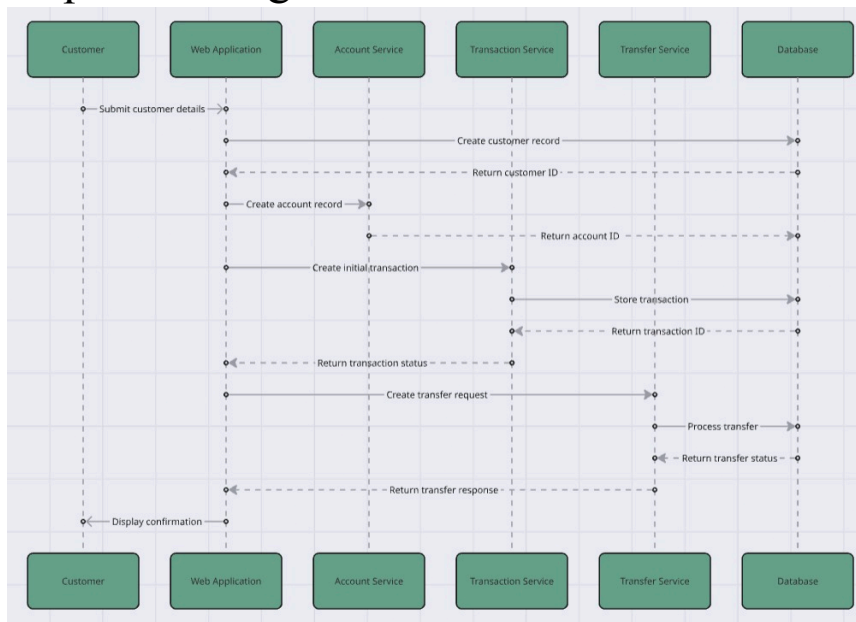 Customer
Web Application
Account Service
Transaction Service
Transfer Service
Database
Submit customer details
Create customer record
Return customer ID
Create account record
Return account ID
Create initial transaction
Store transaction
Return transaction ID
Return transaction status
Create transfer request
Process transfer
Return transfer status
Return transfer response
Display confirmation
Customer
Web Application
Account Service
Transaction Service
Transfer Service
Database